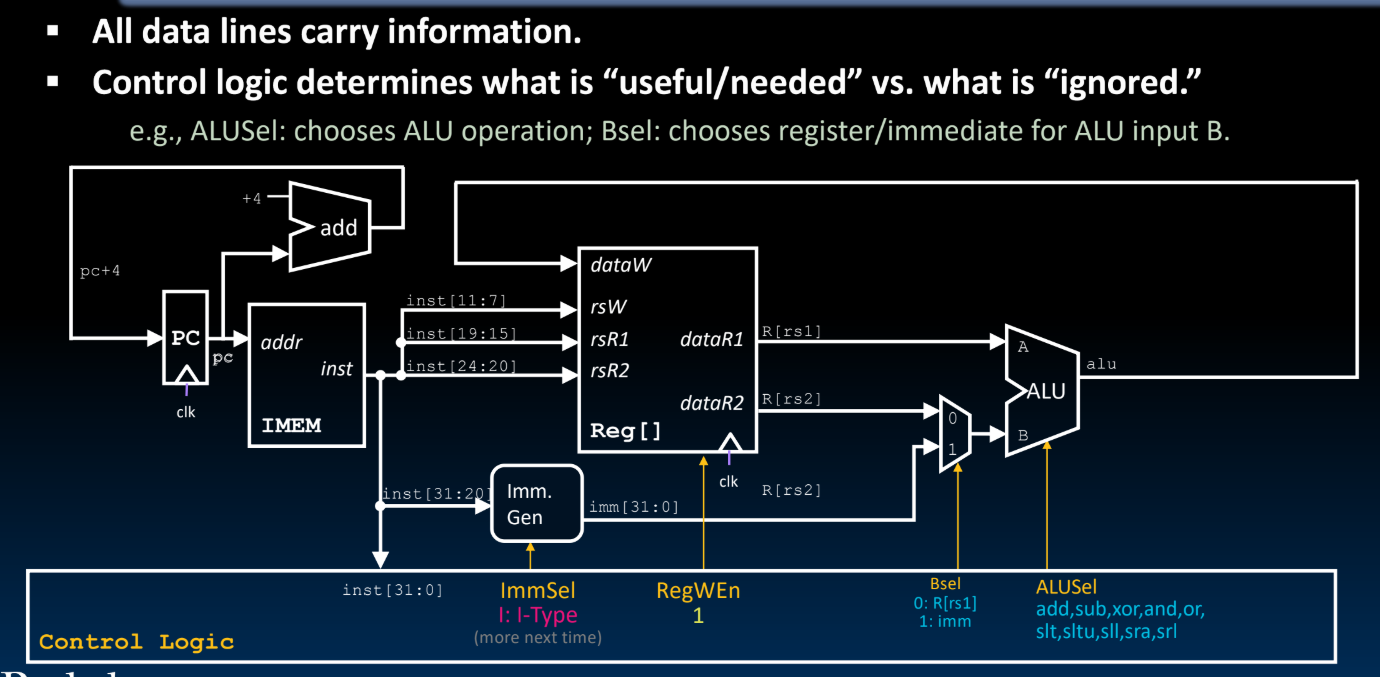 ▪ All data lines carry information.
▪ Control logic determines what is “useful/needed” vs. what is “ignored.”
e.g., ALUSel: chooses ALU operation; Bsel: chooses register/immediate for ALU input B.
+4
add
pc+4
PC
pc
clk
addr
inst
IMEM
inst[11:7]
inst[19:15]
inst[24:20]
dataW
rsW
rsR1
rsR2
dataR1
dataR2
Reg[]
clk
R[rs1]
R[rs2]
R[rs2]
0
1
A
B
ALU
alu
inst[31:20]
Imm.
Gen
imm[31:0]
inst[31:0]
ImmSel
I: I-Type
(more next time)
RegWEn
1
Bsel
0: R[rs1]
1: imm
ALUSel
add,sub,xor,and,or,
slt,sltu,sll,sra,srl
Control Logic